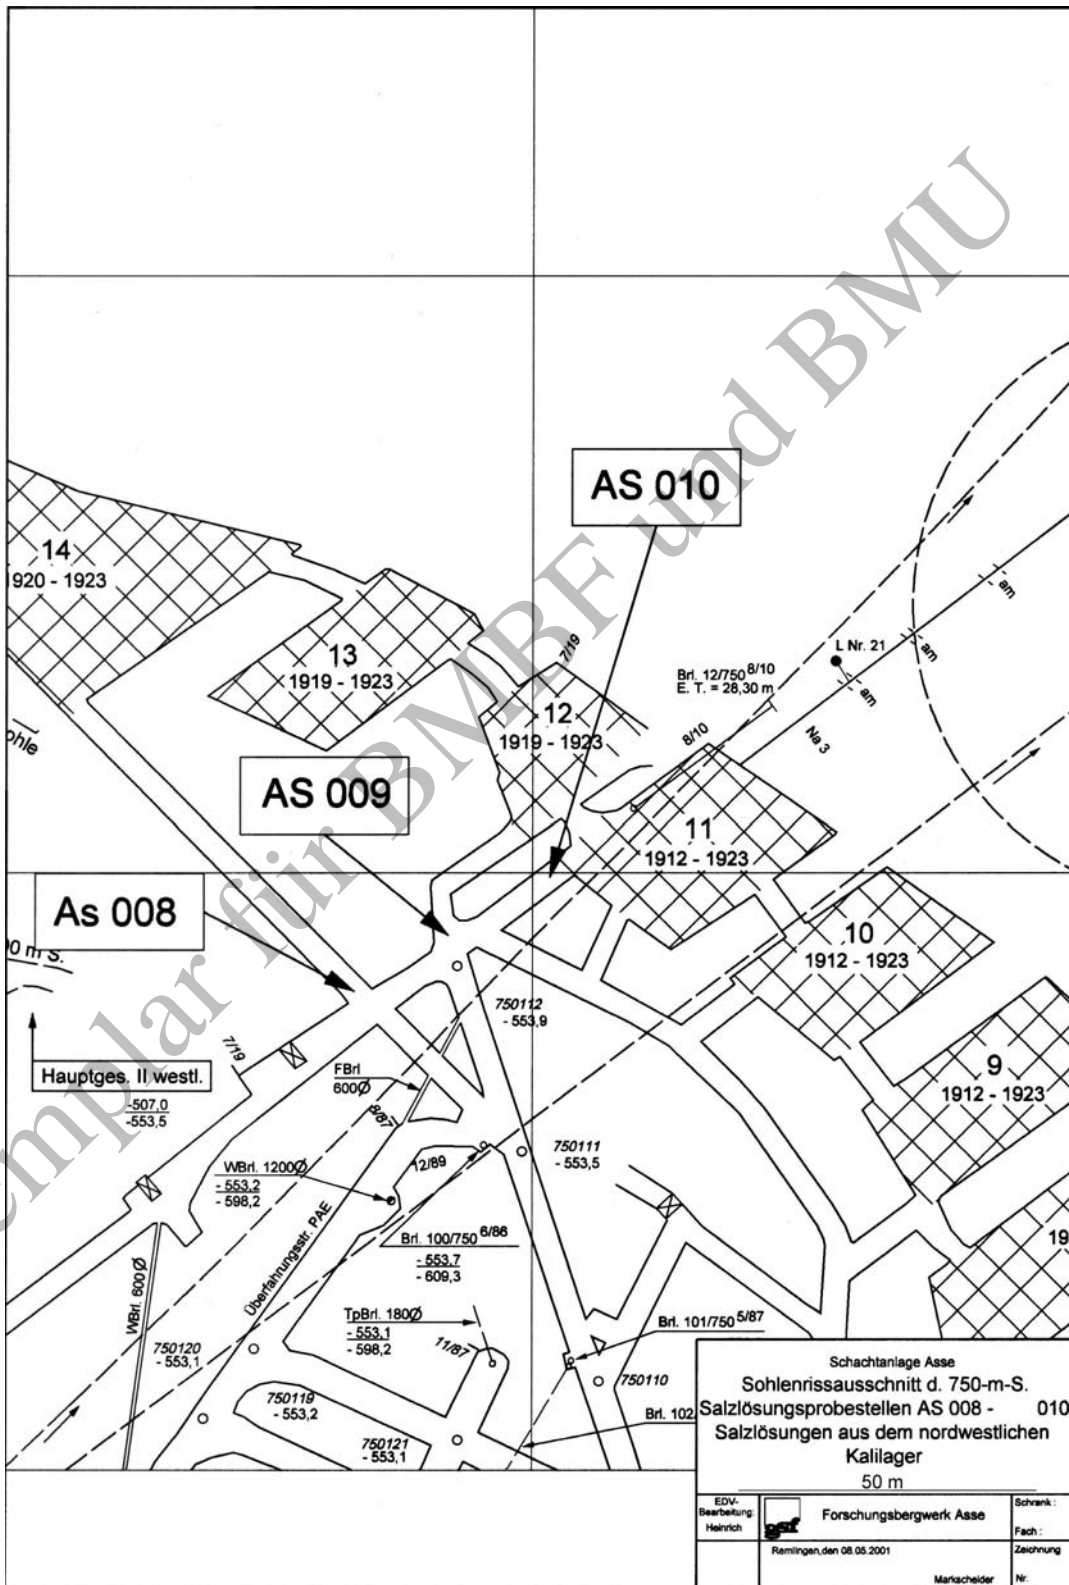 AS 010
14
1920 - 1923
13
1919 - 1923
7/19
12
1919 - 1923
Brl. 12/750 8/10
E. T. = 28,30 m
L Nr. 21
am
am
am
Na 3
8/10
ohle
AS 009
11
1912 - 1923
As 008
10
1912 - 1923
00 m S.
750112
- 553,9
7/19
Hauptges. II westl.
-507,0
-553,5
FBrl
600Ø
8/87
9
1912 - 1923
750111
- 553,5
12/89
WBrl. 1200Ø
- 553,2
- 598,2
Überfahrungsstr. PAE
Brl. 100/750 6/86
- 553,7
- 609,3
19
WBrl. 600Ø
TpBrl. 180Ø
- 553,1
- 598,2
11/87
Brl. 101/750 5/87
750120
- 553,1
750119
- 553,2
750110
Brl. 102
750121
- 553,1
Schachtanlage Asse
Sohlenrissausschnitt d. 750-m-S.
Salzlösungsprobestellen AS 008 - 010
Salzlösungen aus dem nordwestlichen
Kalilager
50 m
EDV-
Bearbeitung:
Heinrich
gsf
Forschungsbergwerk Asse
Schrank :
Fach :
Remlingen,den 08.05.2001
Markscheider
Zeichnung
Nr.
emplar für BMBF und BMU